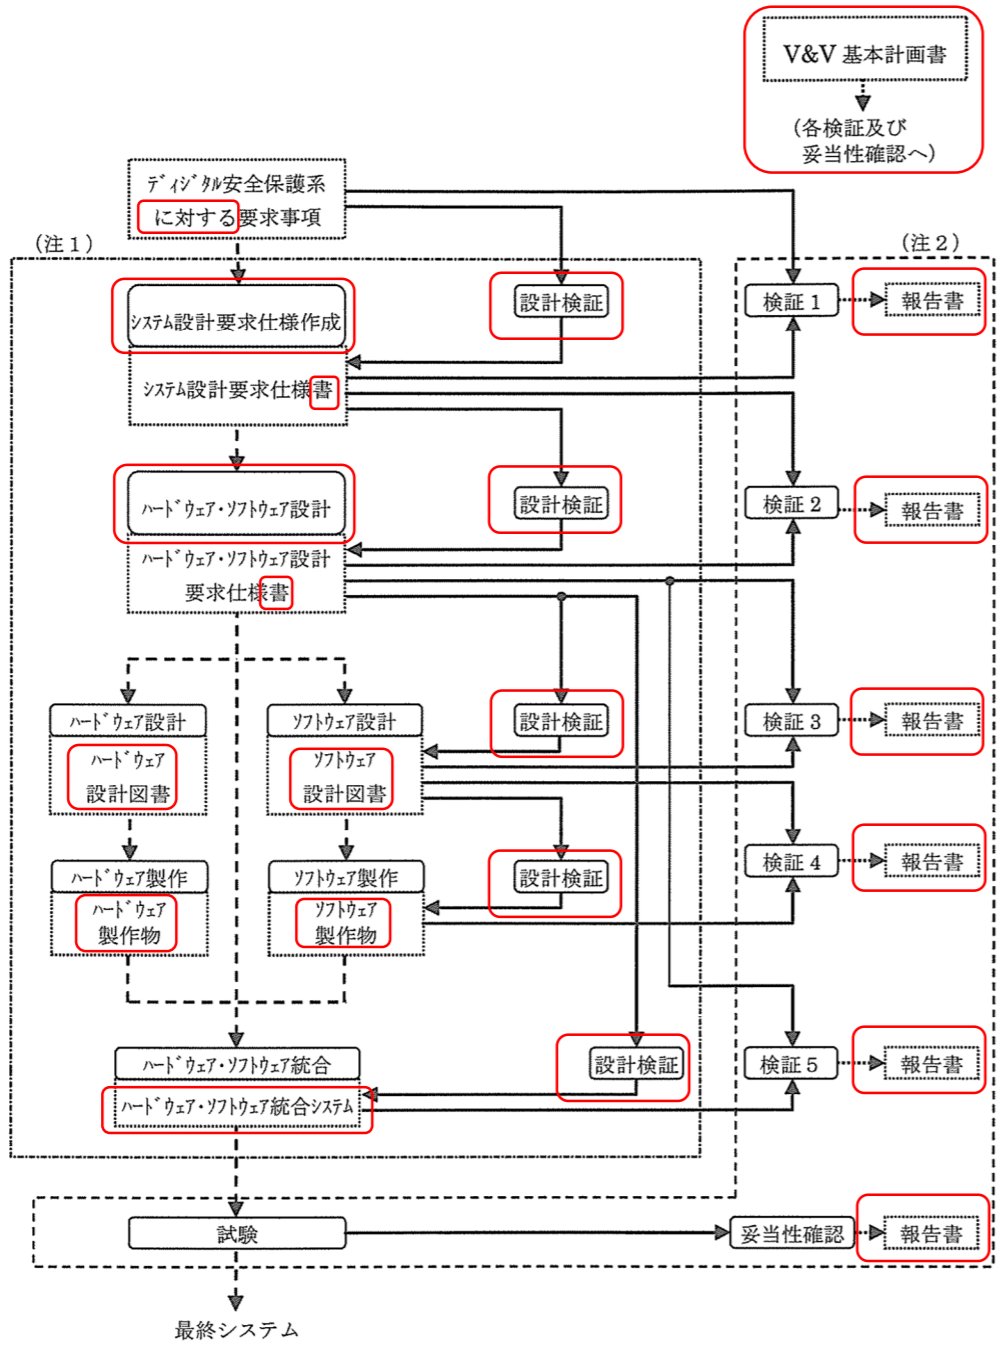 V&V 基本計画書
(各検証及び
妥当性確認へ)
ディジタル安全保護系
に対する要求事項
(注1)
(注2)
システム設計要求仕様作成
設計検証
検証1
報告書
システム設計要求仕様書
ハードウェア・ソフトウェア設計
設計検証
検証2
報告書
ハードウェア・ソフトウェア設計
要求仕様書
ハードウェア設計
ソフトウェア設計
設計検証
検証3
報告書
ハードウェア
設計図書
ソフトウェア
設計図書
ハードウェア製作
ソフトウェア製作
設計検証
検証4
報告書
ハードウェア
製作物
ソフトウェア
製作物
ハードウェア・ソフトウェア統合
設計検証
検証5
報告書
ハードウェア・ソフトウェア統合システム
試験
妥当性確認
報告書
最終システム